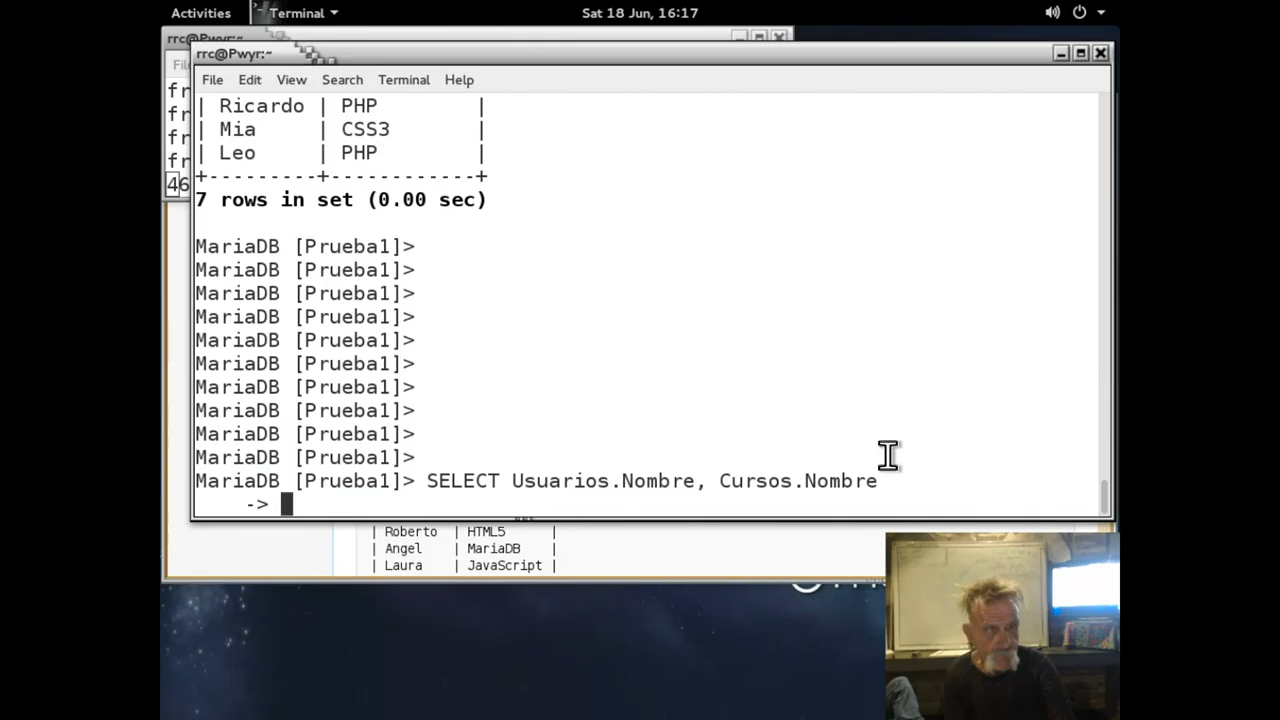 Activities Terminal Sat 18 Jun, 16:17
rrc@Pwyr:~
rrc@Pwyr:~
File Edit View Search Terminal Help
| Ricardo | PHP |
| Mia | CSS3 |
| Leo | PHP |
+---------+------------+
7 rows in set (0.00 sec)
MariaDB [Prueba1]>
MariaDB [Prueba1]>
MariaDB [Prueba1]>
MariaDB [Prueba1]>
MariaDB [Prueba1]>
MariaDB [Prueba1]>
MariaDB [Prueba1]>
MariaDB [Prueba1]>
MariaDB [Prueba1]>
MariaDB [Prueba1]>
MariaDB [Prueba1]> SELECT Usuarios.Nombre, Cursos.Nombre
->
| Roberto | HTML5 |
| Angel | MariaDB |
| Laura | JavaScript |